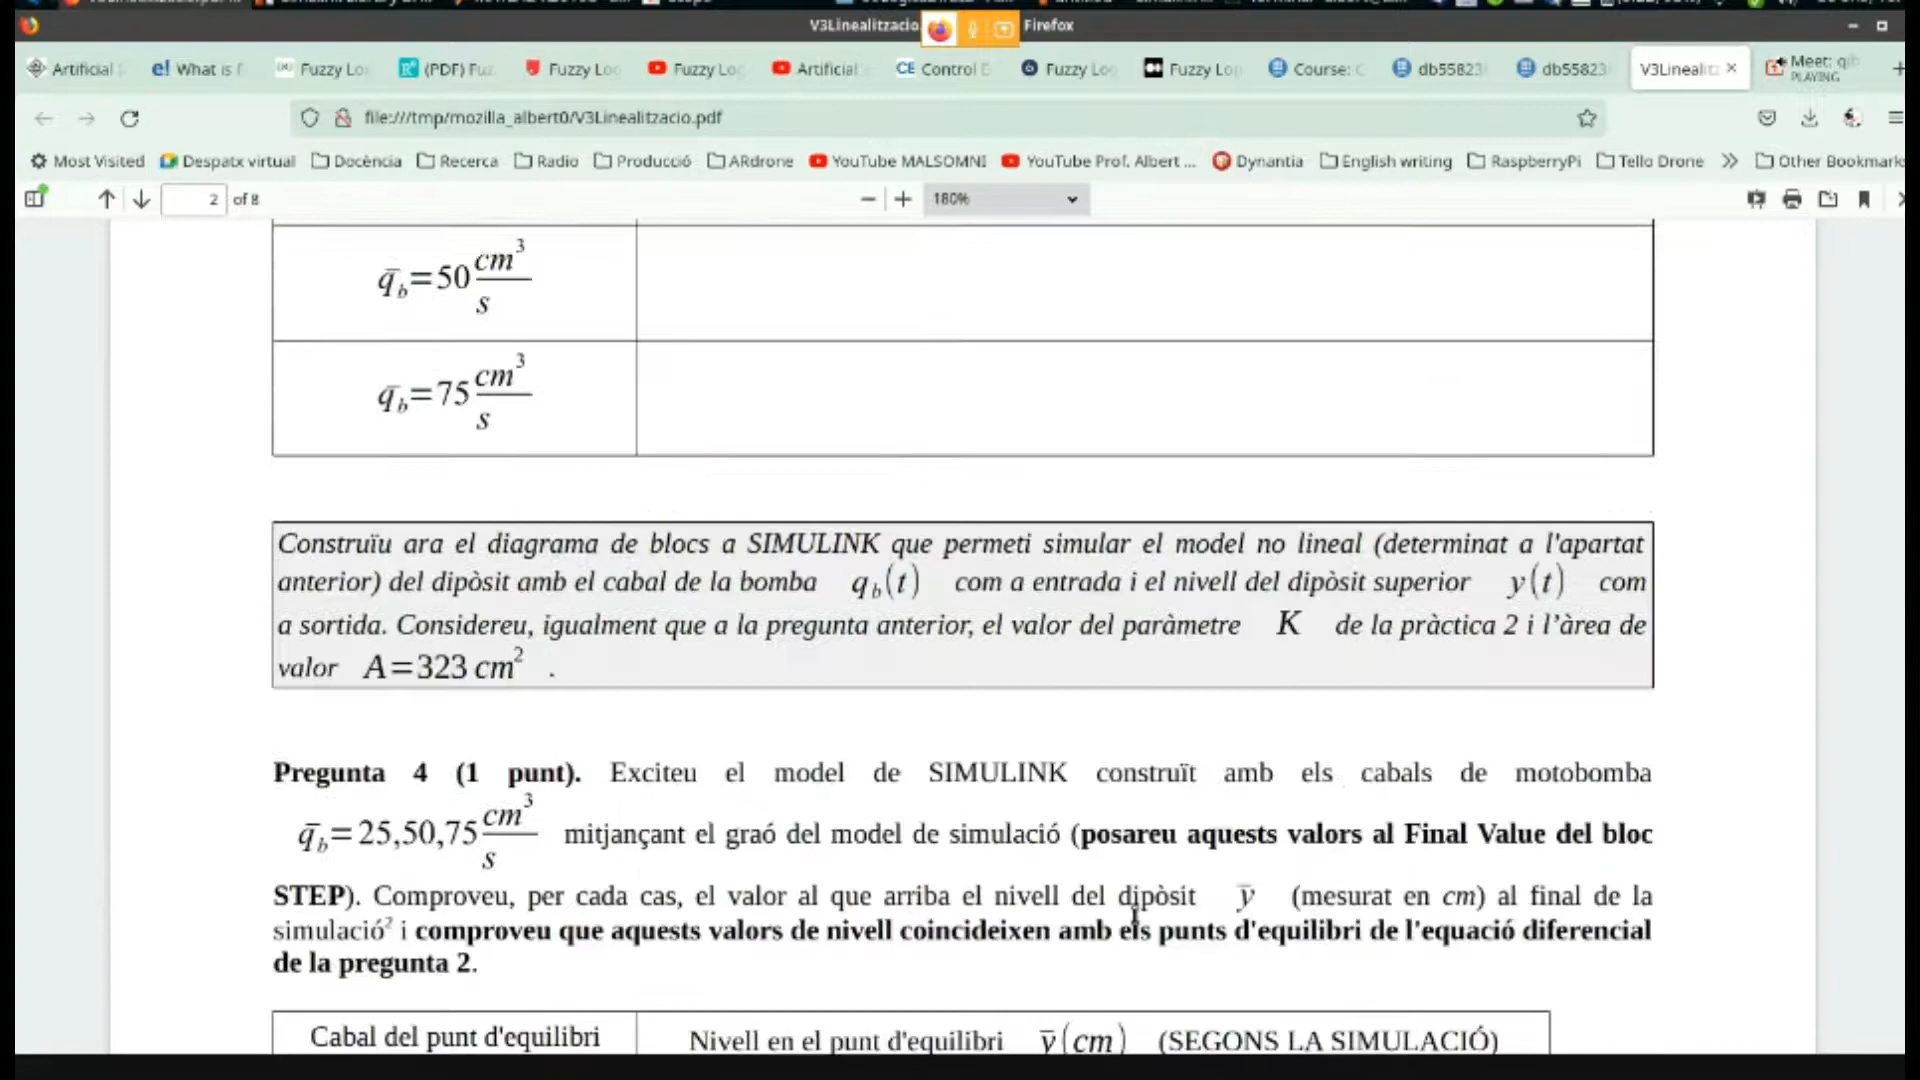 V3Linealitzacio
Firefox
Artificial
e! What is F
Fuzzy Lo
(PDF) Fuz
Fuzzy Log
Fuzzy Log
Artificial
CE Control E
Fuzzy Log
Fuzzy Log
Course: C
db55823
db55823
V3Linealitz
Meet: qib
PLAYING
file:///tmp/mozilla_albert0/V3Linealitzacio.pdf
Most Visited
Despatx virtual
Docència
Recerca
Radio
Producció
ARdrone
YouTube MALSOMNI
YouTube Prof. Albert ...
Dynantia
English writing
RaspberryPi
Tello Drone
Other Bookmark
2 of 8
180%
q̄b=50 cm³/s
q̄b=75 cm³/s
Construïu ara el diagrama de blocs a SIMULINK que permeti simular el model no lineal (determinat a l'apartat
anterior) del dipòsit amb el cabal de la bomba qb(t) com a entrada i el nivell del dipòsit superior y(t) com
a sortida. Considereu, igualment que a la pregunta anterior, el valor del paràmetre K de la pràctica 2 i l'àrea de
valor A=323 cm² .
Pregunta 4 (1 punt). Exciteu el model de SIMULINK construït amb els cabals de motobomba
q̄b=25,50,75 cm³/s mitjançant el graó del model de simulació (posareu aquests valors al Final Value del bloc
STEP). Comproveu, per cada cas, el valor al que arriba el nivell del dipòsit ȳ (mesurat en cm) al final de la
simulació² i comproveu que aquests valors de nivell coincideixen amb els punts d'equilibri de l'equació diferencial
de la pregunta 2.
Cabal del punt d'equilibri
Nivell en el punt d'equilibri ȳ(cm) (SEGONS LA SIMULACIÓ)